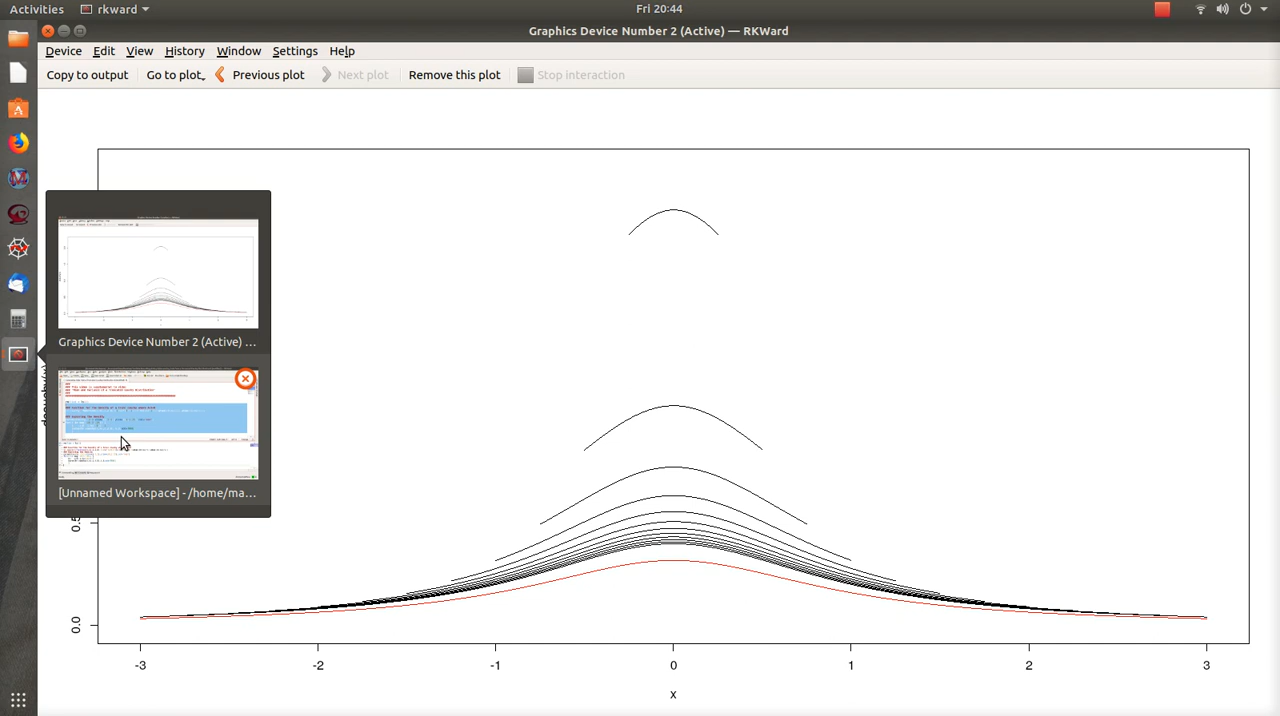 Activities rkward Fri 20:44
Graphics Device Number 2 (Active) — RKWard
Device Edit View History Window Settings Help
Copy to output Go to plot Previous plot Next plot Remove this plot Stop interaction
Graphics Device Number 2 (Active) ...
[Unnamed Workspace] - /home/ma...
0.5
0.0
-3 -2 -1 0 1 2 3
x